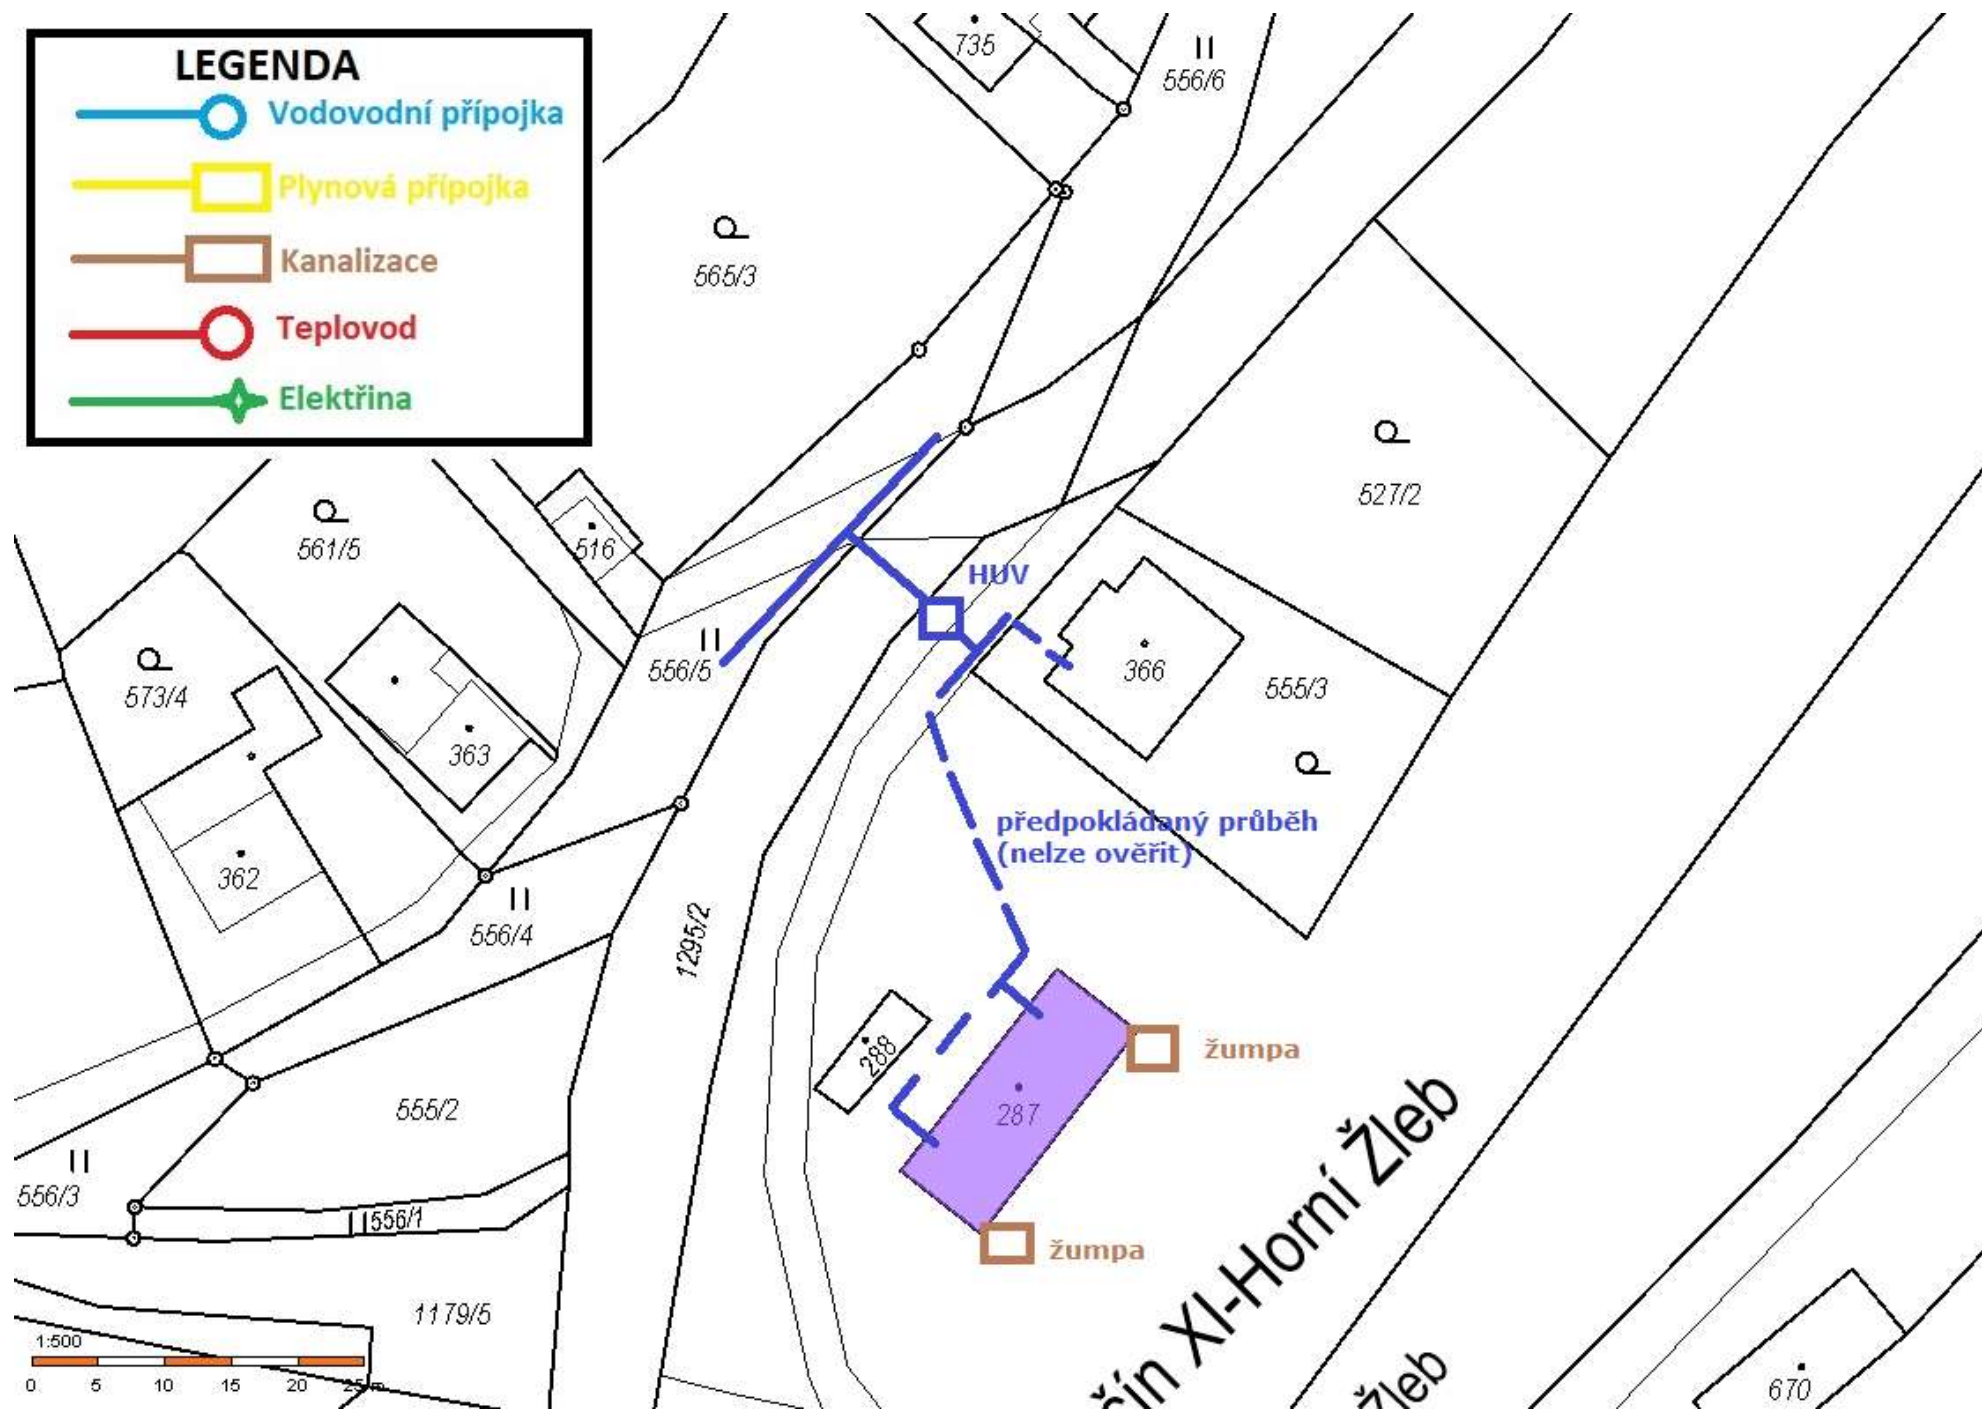 LEGENDA
Vodovodní přípojka
Plynová přípojka
Kanalizace
Teplovod
Elektřina
735
556/6
565/3
527/2
561/5
516
HUV
573/4
556/5
366
555/3
363
předpokládaný průběh
(nelze ověřit)
362
556/4
1295/2
288
žumpa
287
555/2
556/3
556/1
žumpa
1179/5
čín XI-Horní Žleb
Žleb
670
1:500
0 5 10 15 20 25 m